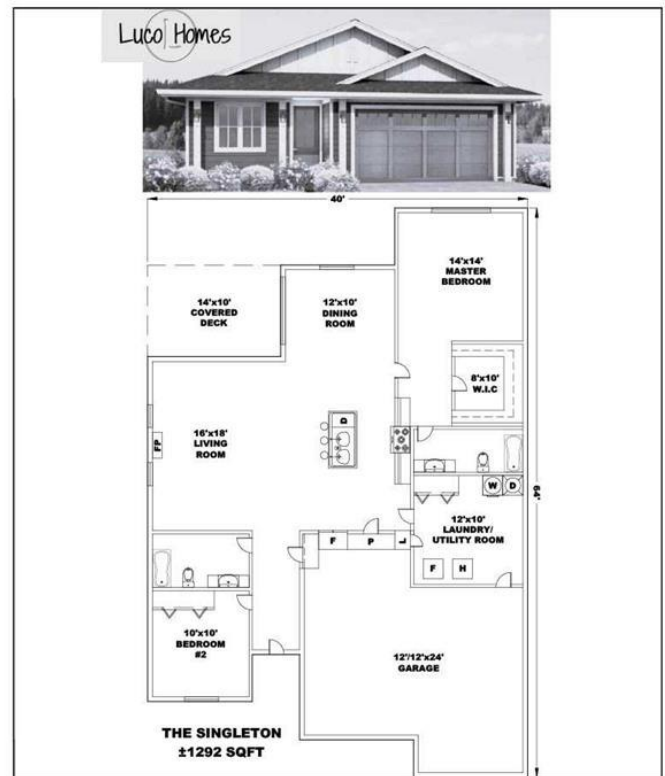 Luco Homes
40'
14'x14'
MASTER
BEDROOM
14'x10'
COVERED
DECK
12'x10'
DINING
ROOM
8'x10'
W.I.C
D
16'x18'
LIVING
ROOM
FP
64'
W D
12'x10'
LAUNDRY/
UTILITY ROOM
F P L
F H
10'x10'
BEDROOM
#2
12'/12'x24'
GARAGE
THE SINGLETON
±1292 SQFT